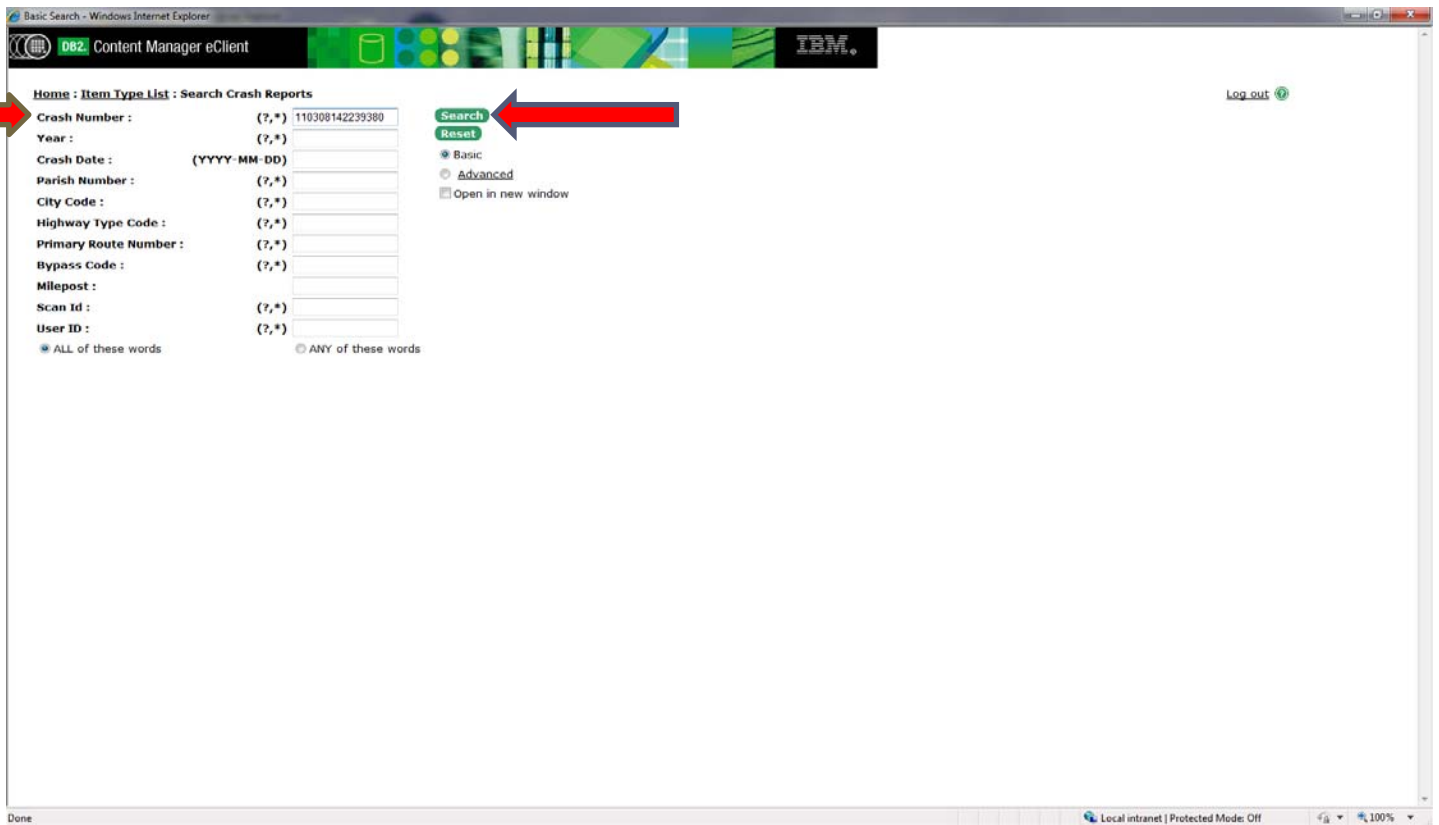 Basic Search - Windows Internet Explorer
DB2. Content Manager eClient
IBM®
Home : Item Type List : Search Crash Reports
Log out
Crash Number : (?,*) 110308142239380 Search
Year : (?,*) Reset
Crash Date : (YYYY-MM-DD) Basic
Parish Number : (?,*) Advanced
City Code : (?,*) Open in new window
Highway Type Code : (?,*)
Primary Route Number : (?,*)
Bypass Code : (?,*)
Milepost :
Scan Id : (?,*)
User ID : (?,*)
ALL of these words ANY of these words
Done Local intranet | Protected Mode: Off 100%